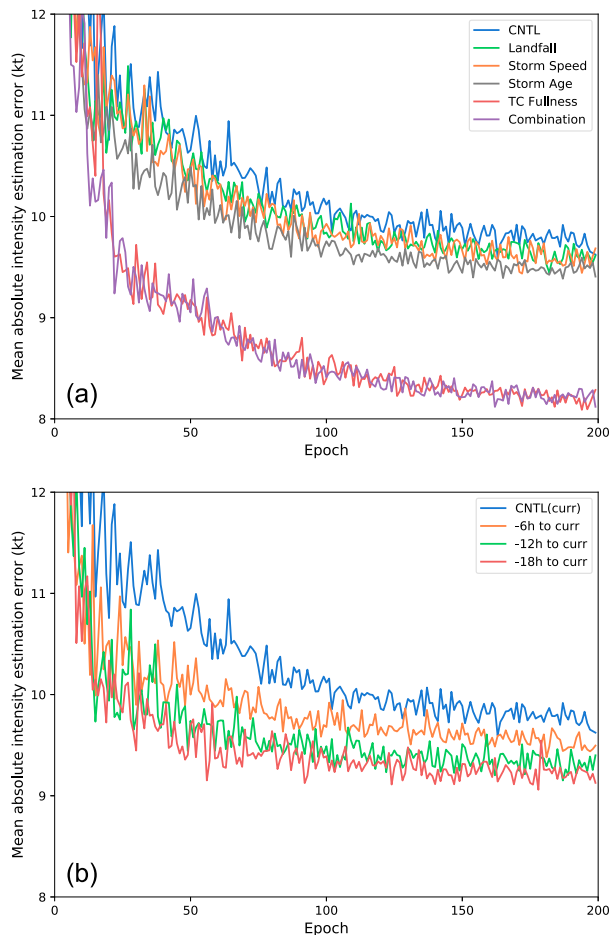 12
11
10
9
8
Mean absolute intensity estimation error (kt)
CNTL
Landfall
Storm Speed
Storm Age
TC Fullness
Combination
(a)
0
50
100
150
200
Epoch
12
11
10
9
8
Mean absolute intensity estimation error (kt)
CNTL(curr)
–6h to curr
–12h to curr
–18h to curr
(b)
0
50
100
150
200
Epoch